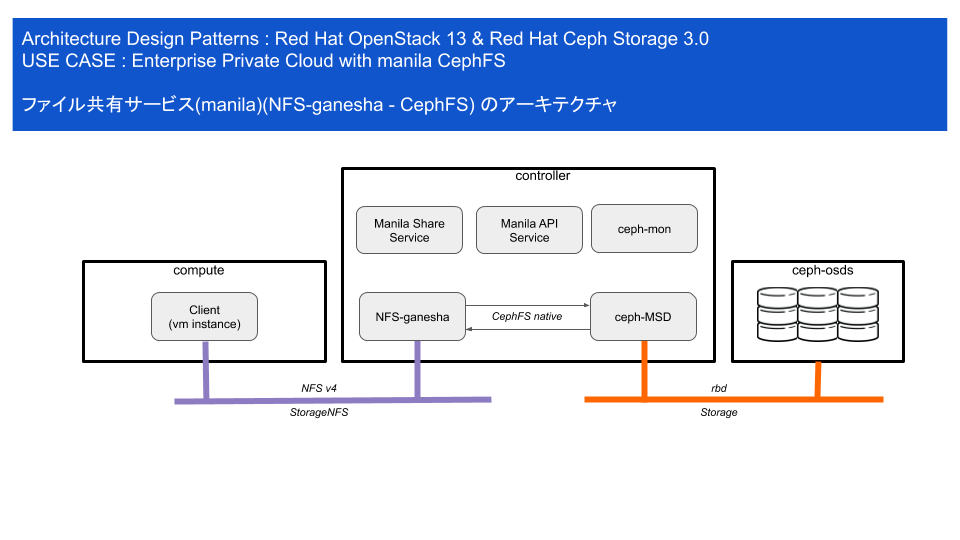 Architecture Design Patterns : Red Hat OpenStack 13 & Red Hat Ceph Storage 3.0
USE CASE : Enterprise Private Cloud with manila CephFS
ファイル共有サービス(manila)(NFS-ganesha - CephFS) のアーキテクチャ
controller
Manila Share
Service
Manila API
Service
ceph-mon
compute
Client
(vm instance)
NFS-ganesha
CephFS native
ceph-MSD
ceph-osds
NFS v4
StorageNFS
rbd
Storage